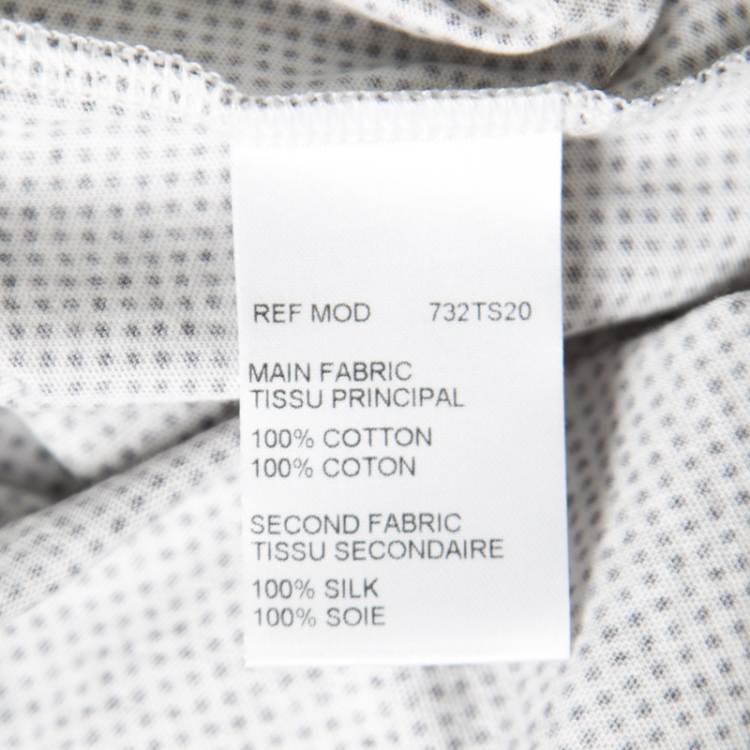 REF MOD 732TS20
MAIN FABRIC
TISSU PRINCIPAL
100% COTTON
100% COTON
SECOND FABRIC
TISSU SECONDAIRE
100% SILK
100% SOIE